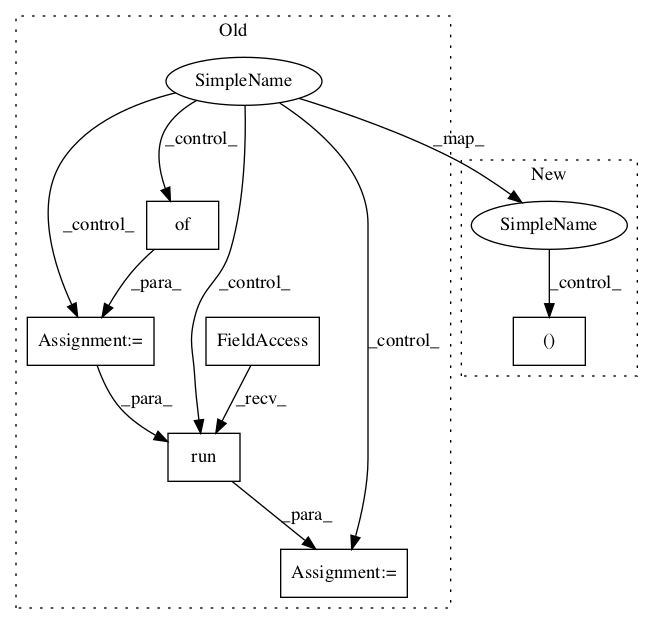 Old
SimpleName
_control_
_map_
New
of
_control_
SimpleName
_para_
_control_
_control_
Assignment:=
FieldAccess
_control_
()
_para_
_recv_
run
_para_
Assignment:=